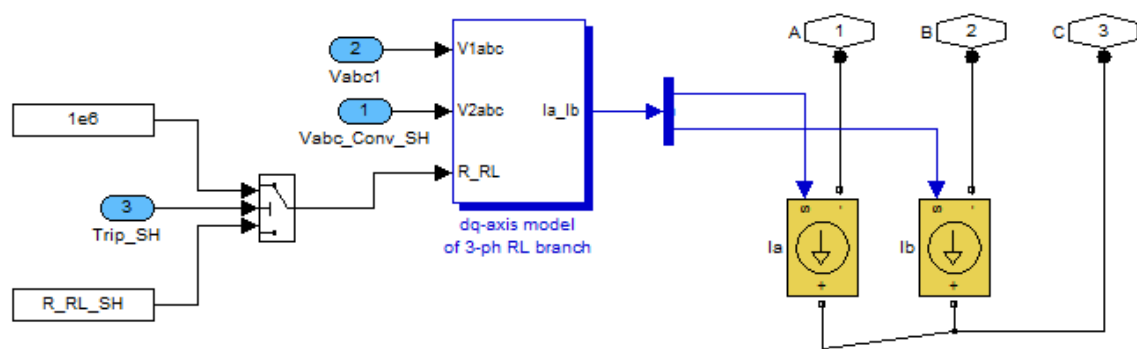 A
1
B
2
C
3
2
Vabc1
V1abc
1e6
1
Vabc_Conv_SH
V2abc
Ia_Ib
R_RL
3
Trip_SH
dq-axis model
of 3-ph RL branch
s
-
s
-
Ia
Ib
+
+
R_RL_SH